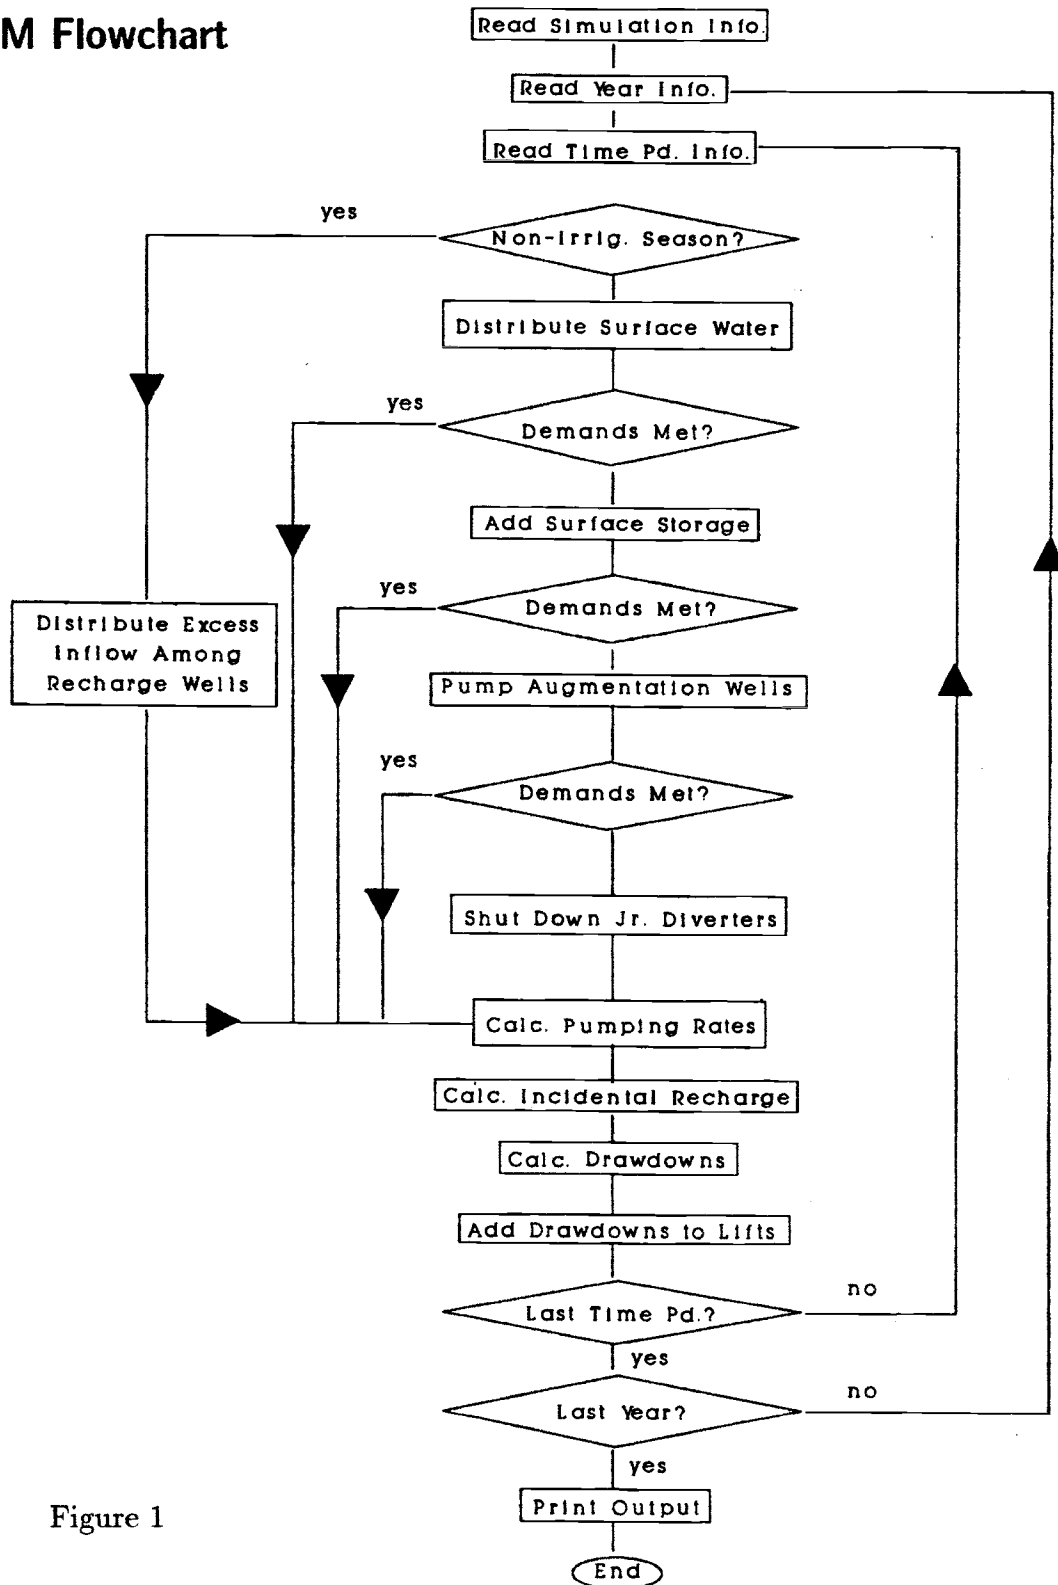 M Flowchart
Read Simulation Info.
Read Year Info.
Read Time Pd. Info.
yes
Non-Irrig. Season?
Distribute Surface Water
yes
Demands Met?
Add Surface Storage
yes
Demands Met?
Distribute Excess
Inflow Among
Recharge Wells
Pump Augmentation Wells
yes
Demands Met?
Shut Down Jr. Diverters
Calc. Pumping Rates
Calc. Incidental Recharge
Calc. Drawdowns
Add Drawdowns to Lifts
no
Last Time Pd.?
yes
no
Last Year?
yes
Print Output
Figure 1
End